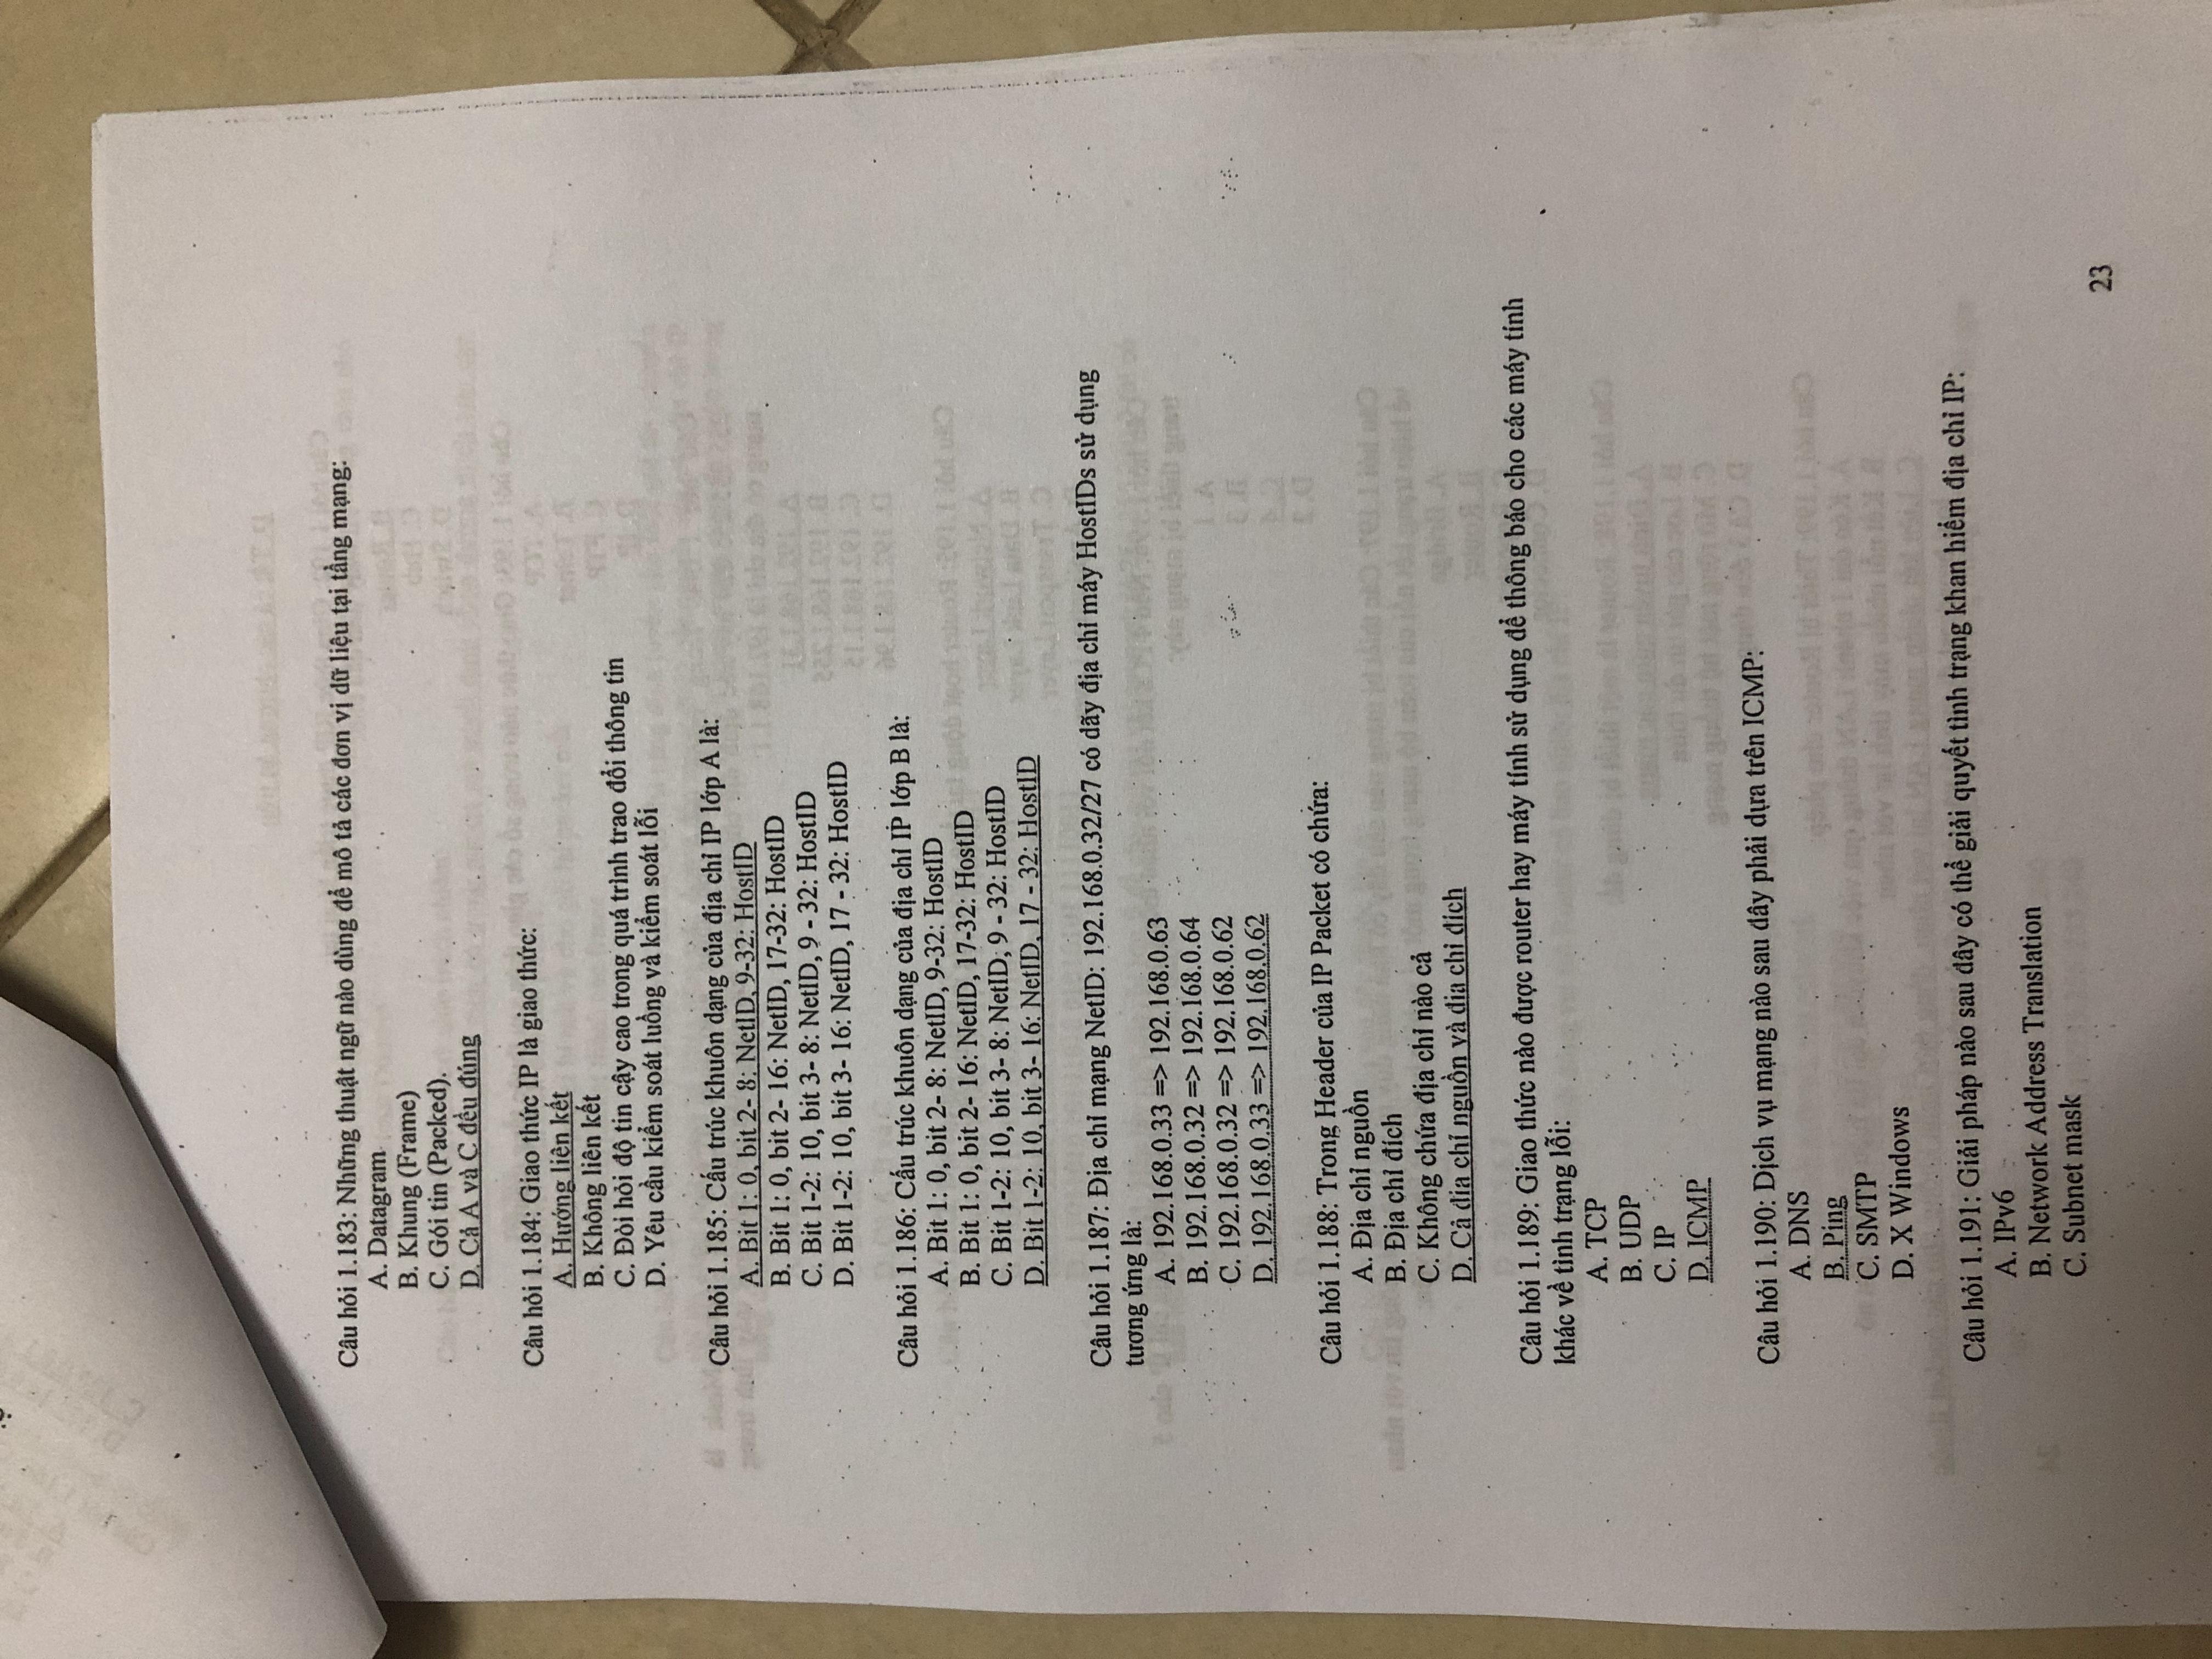 Câu hỏi 1.183: Những thuật ngữ nào dùng để mô tả các đơn vị dữ liệu tại tầng mạng:
A. Datagram
B. Khung (Frame)
C. Gói tin (Packed).
D. Cả A và C đều đúng
Câu hỏi 1.184: Giao thức IP là giao thức:
A. Hướng liên kết
B. Không liên kết
C. Đòi hỏi độ tin cậy cao trong quá trình trao đổi thông tin
D. Yêu cầu kiểm soát luồng và kiểm soát lỗi
Câu hỏi 1.185: Cấu trúc khuôn dạng của địa chỉ IP lớp A là:
A. Bit 1: 0, bit 2- 8: NetID, 9-32: HostID
B. Bit 1: 0, bit 2- 16: NetID, 17-32: HostID
C. Bit 1-2: 10, bit 3- 8: NetID, 9 - 32: HostID
D. Bit 1-2: 10, bit 3- 16: NetID, 17 - 32: HostID
Câu hỏi 1.186: Cấu trúc khuôn dạng của địa chỉ IP lớp B là:
A. Bit 1: 0, bit 2- 8: NetID, 9-32: HostID
B. Bit 1: 0, bit 2- 16: NetID, 17-32: HostID
C. Bit 1-2: 10, bit 3- 8: NetID, 9 - 32: HostID
D. Bit 1-2: 10, bit 3- 16: NetID, 17 - 32: HostID
Câu hỏi 1.187: Địa chỉ mạng NetID: 192.168.0.32/27 có dãy địa chỉ máy HostIDs sử dụng
tương ứng là:
A. 192.168.0.33 => 192.168.0.63
B. 192.168.0.32 => 192.168.0.64
C. 192.168.0.32 => 192.168.0.62
D. 192.168.0.33 => 192.168.0.62
Câu hỏi 1.188: Trong Header của IP Packet có chứa:
A. Địa chỉ nguồn
B. Địa chỉ đích
C. Không chứa địa chỉ nào cả
D. Cả địa chỉ nguồn và địa chỉ đích
Câu hỏi 1.189: Giao thức nào được router hay máy tính sử dụng để thông báo cho các máy tính
khác về tình trạng lỗi:
A. TCP
B. UDP
C. IP
D. ICMP
Câu hỏi 1.190: Dịch vụ mạng nào sau đây phải dựa trên ICMP:
A. DNS
B. Ping
C. SMTP
D. X Windows
Câu hỏi 1.191: Giải pháp nào sau đây có thể giải quyết tình trạng khan hiếm địa chỉ IP:
A. IPv6
B. Network Address Translation
C. Subnet mask
23